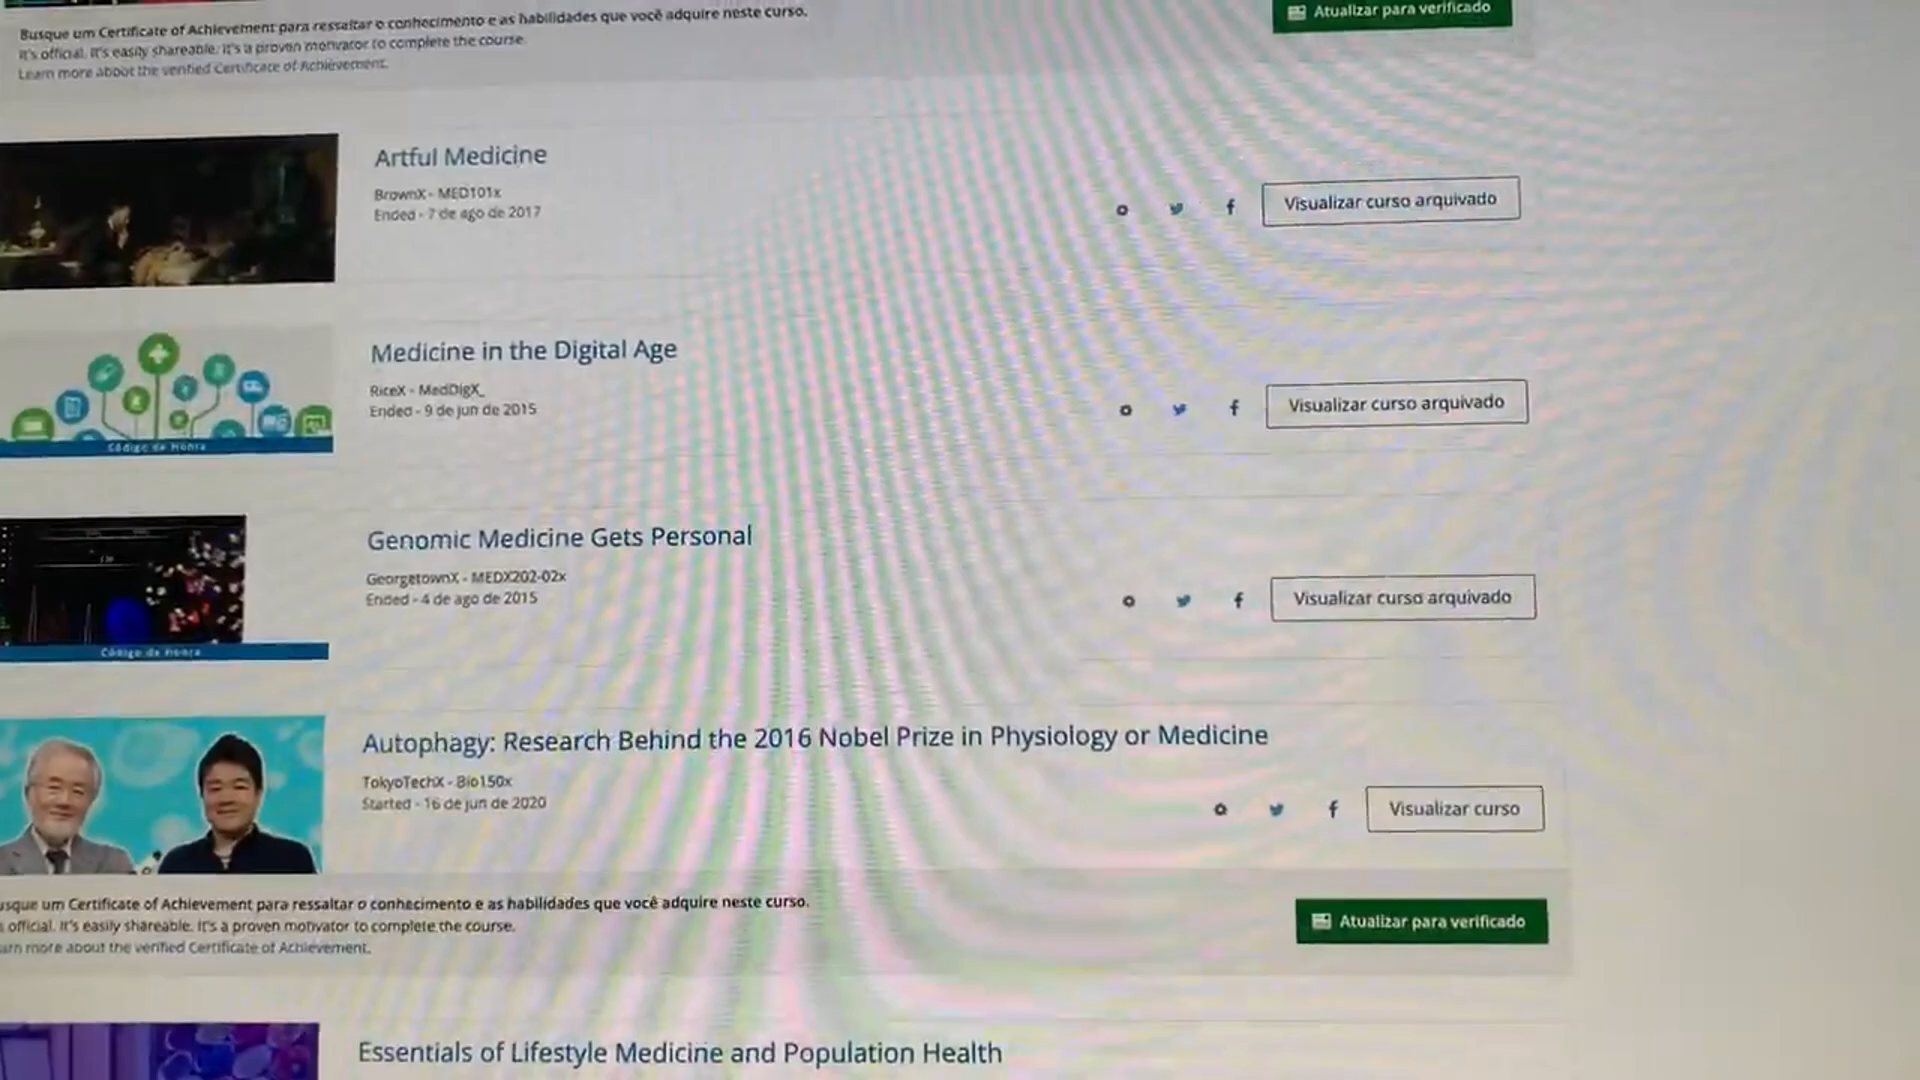 Busque um Certificate of Achievement para ressaltar o conhecimento e as habilidades que você adquire neste curso.
It's official. It's easily shareable. It's a proven motivator to complete the course.
Learn more about the verified Certificate of Achievement.
Atualizar para verificado
Artful Medicine
BrownX - MED101x
Ended - 7 de ago de 2017
Visualizar curso arquivado
Medicine in the Digital Age
RiceX - MedDigX_
Ended - 9 de jun de 2015
Visualizar curso arquivado
Código de Honra
Genomic Medicine Gets Personal
GeorgetownX - MEDX202-02x
Ended - 4 de ago de 2015
Visualizar curso arquivado
Código de Honra
Autophagy: Research Behind the 2016 Nobel Prize in Physiology or Medicine
TokyoTechX - Bio150x
Started - 16 de jun de 2020
Visualizar curso
usque um Certificate of Achievement para ressaltar o conhecimento e as habilidades que você adquire neste curso.
s official. It's easily shareable. It's a proven motivator to complete the course.
arn more about the verified Certificate of Achievement.
Atualizar para verificado
Essentials of Lifestyle Medicine and Population Health